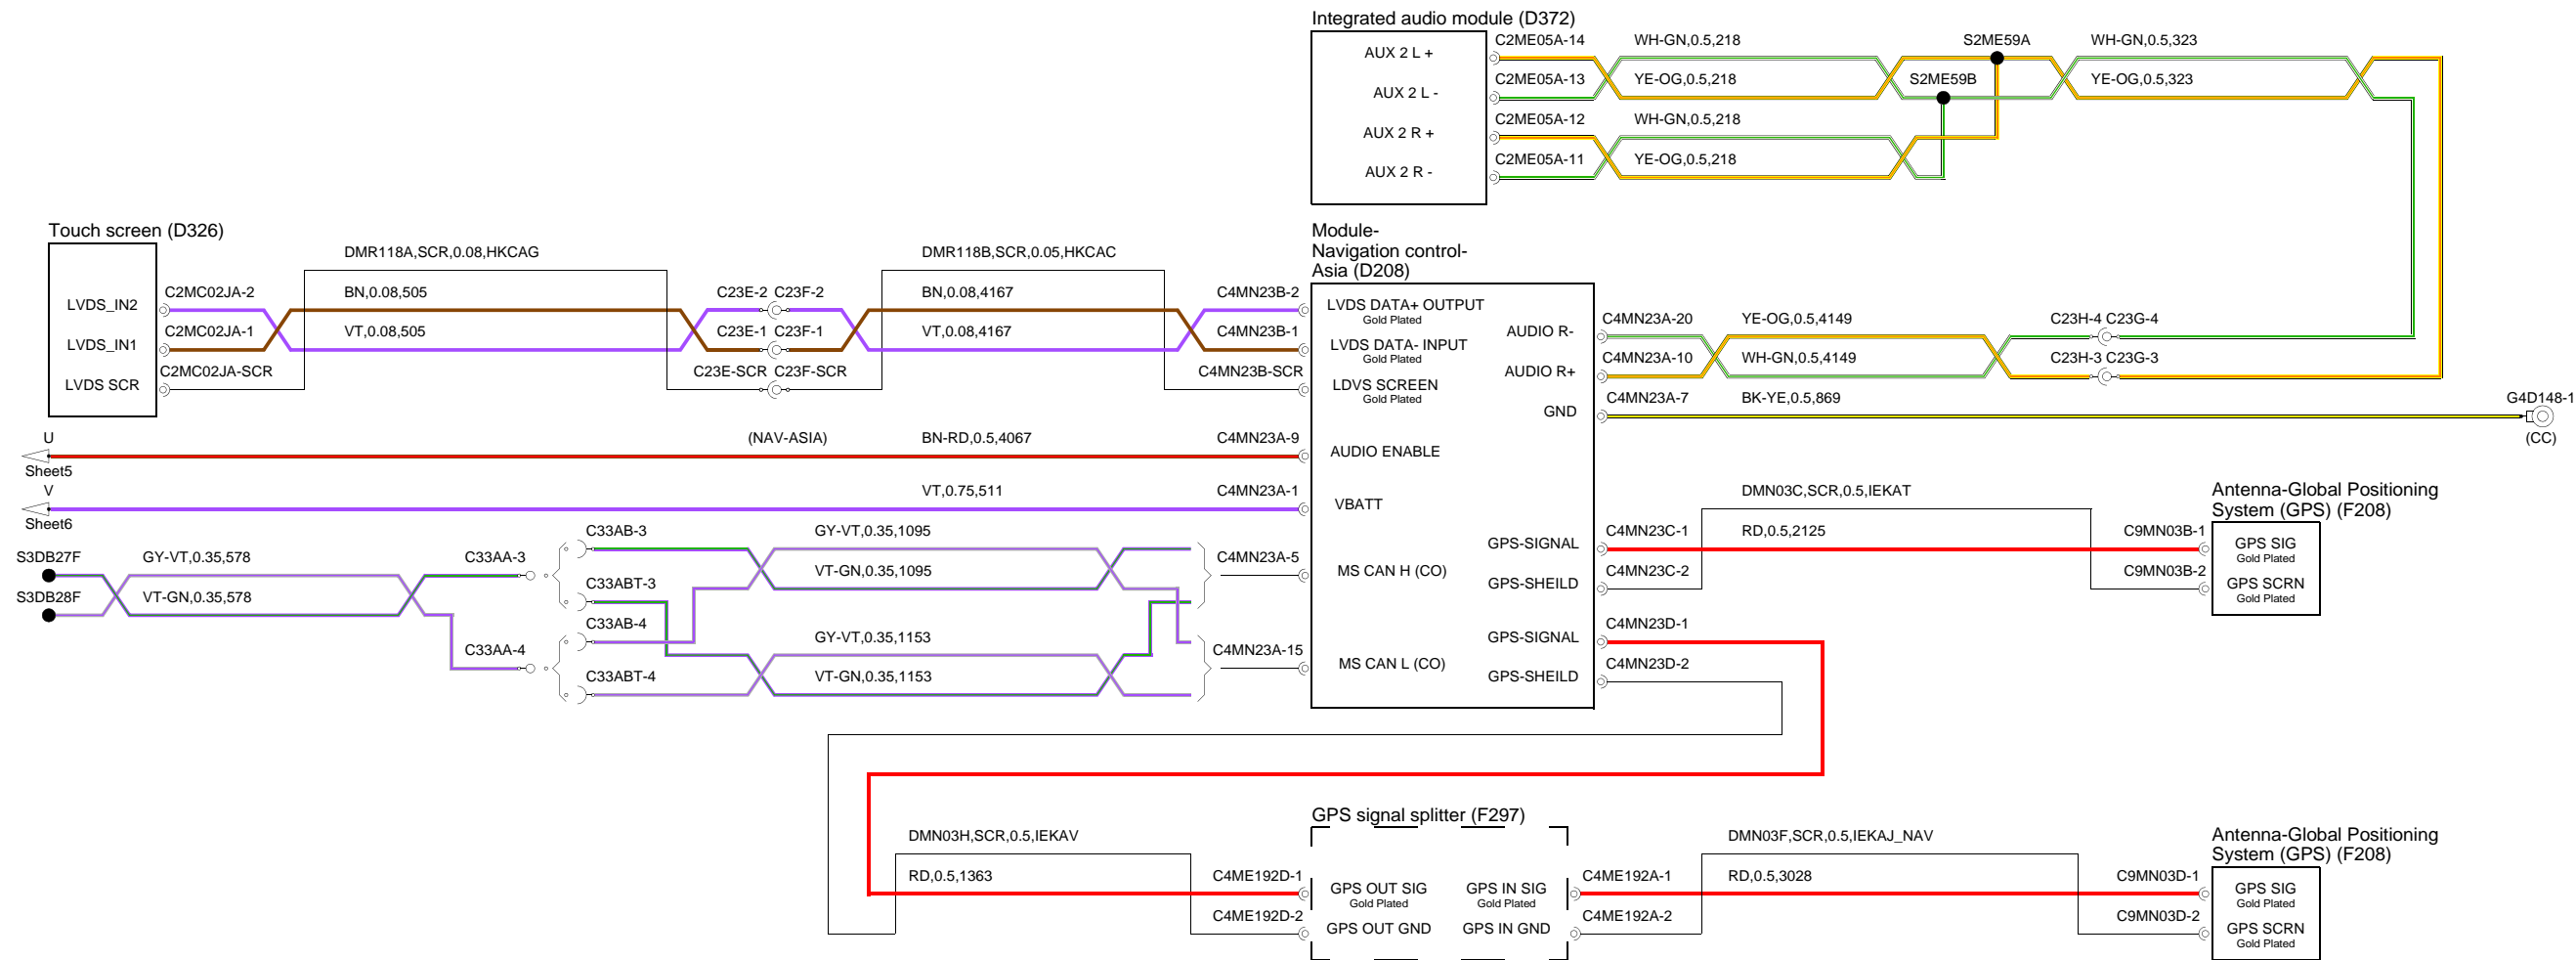 Integrated audio module (D372)
AUX 2 L +
AUX 2 L -
AUX 2 R +
AUX 2 R -
C2ME05A-14
C2ME05A-13
C2ME05A-12
C2ME05A-11
WH-GN,0.5,218
YE-OG,0.5,218
WH-GN,0.5,218
YE-OG,0.5,218
S2ME59A
S2ME59B
WH-GN,0.5,323
YE-OG,0.5,323
Touch screen (D326)
LVDS_IN2
LVDS_IN1
LVDS SCR
C2MC02JA-2
C2MC02JA-1
C2MC02JA-SCR
DMR118A,SCR,0.08,HKCAG
BN,0.08,505
VT,0.08,505
C23E-2 C23F-2
C23E-1 C23F-1
C23E-SCR C23F-SCR
DMR118B,SCR,0.05,HKCAC
BN,0.08,4167
VT,0.08,4167
C4MN23B-2
C4MN23B-1
C4MN23B-SCR
Module-
Navigation control-
Asia (D208)
LVDS DATA+ OUTPUT
Gold Plated
LVDS DATA- INPUT
Gold Plated
LDVS SCREEN
Gold Plated
AUDIO ENABLE
VBATT
MS CAN H (CO)
MS CAN L (CO)
AUDIO R-
AUDIO R+
GND
GPS-SIGNAL
GPS-SHEILD
GPS-SIGNAL
GPS-SHEILD
C4MN23A-20
C4MN23A-10
C4MN23A-7
YE-OG,0.5,4149
WH-GN,0.5,4149
BK-YE,0.5,869
C23H-4 C23G-4
C23H-3 C23G-3
G4D148-1
(CC)
U
Sheet5
(NAV-ASIA)
BN-RD,0.5,4067
C4MN23A-9
V
Sheet6
VT,0.75,511
C4MN23A-1
S3DB27F
S3DB28F
GY-VT,0.35,578
VT-GN,0.35,578
C33AA-3
C33AA-4
C33AB-3
C33ABT-3
C33AB-4
C33ABT-4
GY-VT,0.35,1095
VT-GN,0.35,1095
GY-VT,0.35,1153
VT-GN,0.35,1153
C4MN23A-5
C4MN23A-15
C4MN23C-1
C4MN23C-2
C4MN23D-1
C4MN23D-2
DMN03C,SCR,0.5,IEKAT
RD,0.5,2125
C9MN03B-1
C9MN03B-2
Antenna-Global Positioning
System (GPS) (F208)
GPS SIG
Gold Plated
GPS SCRN
Gold Plated
DMN03H,SCR,0.5,IEKAV
RD,0.5,1363
C4ME192D-1
C4ME192D-2
GPS signal splitter (F297)
GPS OUT SIG
Gold Plated
GPS OUT GND
GPS IN SIG
Gold Plated
GPS IN GND
C4ME192A-1
C4ME192A-2
DMN03F,SCR,0.5,IEKAJ_NAV
RD,0.5,3028
C9MN03D-1
C9MN03D-2
Antenna-Global Positioning
System (GPS) (F208)
GPS SIG
Gold Plated
GPS SCRN
Gold Plated